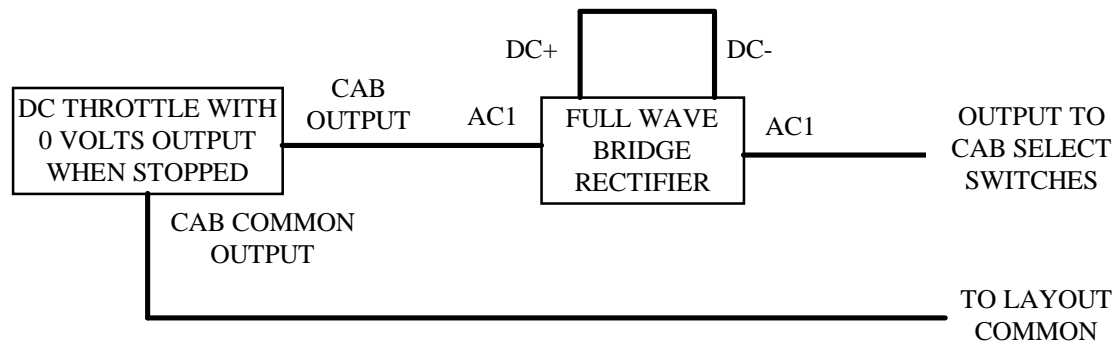 DC+
DC-
DC THROTTLE WITH
0 VOLTS OUTPUT
WHEN STOPPED
CAB
OUTPUT
AC1
FULL WAVE
BRIDGE
RECTIFIER
AC1
OUTPUT TO
CAB SELECT
SWITCHES
CAB COMMON
OUTPUT
TO LAYOUT
COMMON